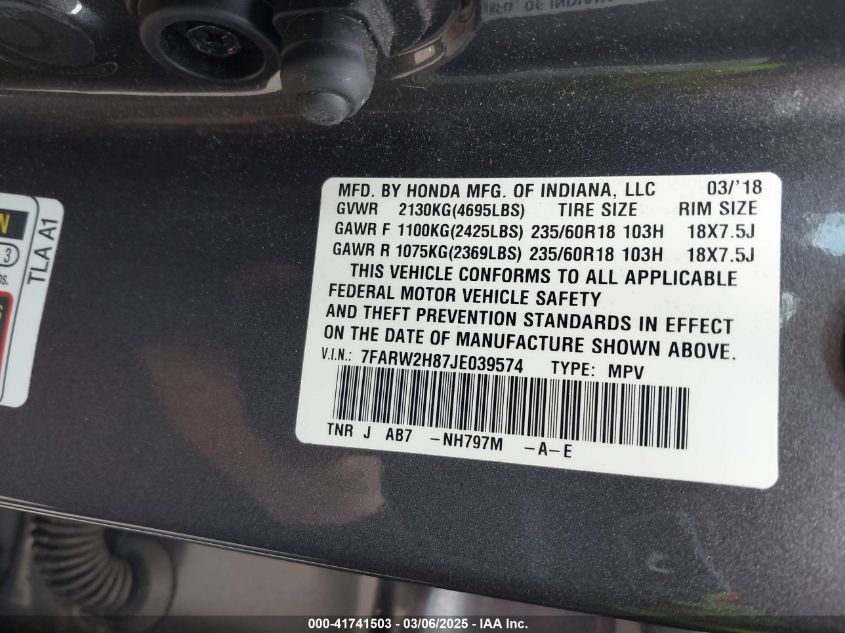 MFD. BY HONDA MFG. OF INDIANA, LLC 03/'18
GVWR 2130KG(4695LBS) TIRE SIZE RIM SIZE
GAWR F 1100KG(2425LBS) 235/60R18 103H 18X7.5J
GAWR R 1075KG(2369LBS) 235/60R18 103H 18X7.5J
THIS VEHICLE CONFORMS TO ALL APPLICABLE
FEDERAL MOTOR VEHICLE SAFETY
AND THEFT PREVENTION STANDARDS IN EFFECT
ON THE DATE OF MANUFACTURE SHOWN ABOVE.
V.I.N.: 7FARW2H87JE039574 TYPE: MPV
TNR J AB7 -NH797M -A-E
TLA A1
3
000-41741503 — 03/06/2025 — IAA Inc.